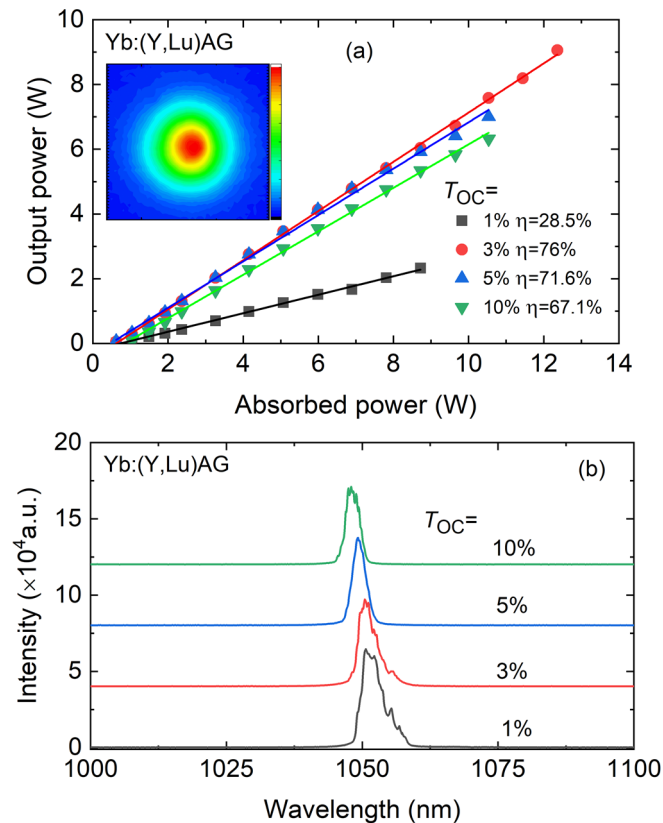 Yb:(Y,Lu)AG
(a)
10
8
6
4
2
0
Output power (W)
T_OC=
1% η=28.5%
3% η=76%
5% η=71.6%
10% η=67.1%
0 2 4 6 8 10 12 14
Absorbed power (W)
Yb:(Y,Lu)AG
(b)
20
15
10
5
0
Intensity (×10⁴a.u.)
T_OC=
10%
5%
3%
1%
1000 1025 1050 1075 1100
Wavelength (nm)